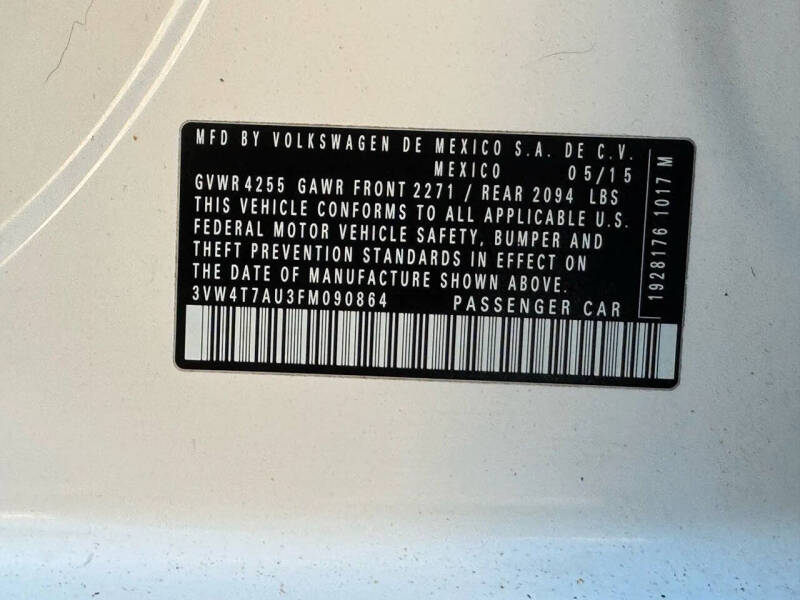 MFD BY VOLKSWAGEN DE MEXICO S.A. DE C.V.
MEXICO 05/15
GVWR 4255 GAWR FRONT 2271 / REAR 2094 LBS
THIS VEHICLE CONFORMS TO ALL APPLICABLE U.S.
FEDERAL MOTOR VEHICLE SAFETY, BUMPER AND
THEFT PREVENTION STANDARDS IN EFFECT ON
THE DATE OF MANUFACTURE SHOWN ABOVE.
3VW4T7AU3FM090864 PASSENGER CAR
1928176 1017 M